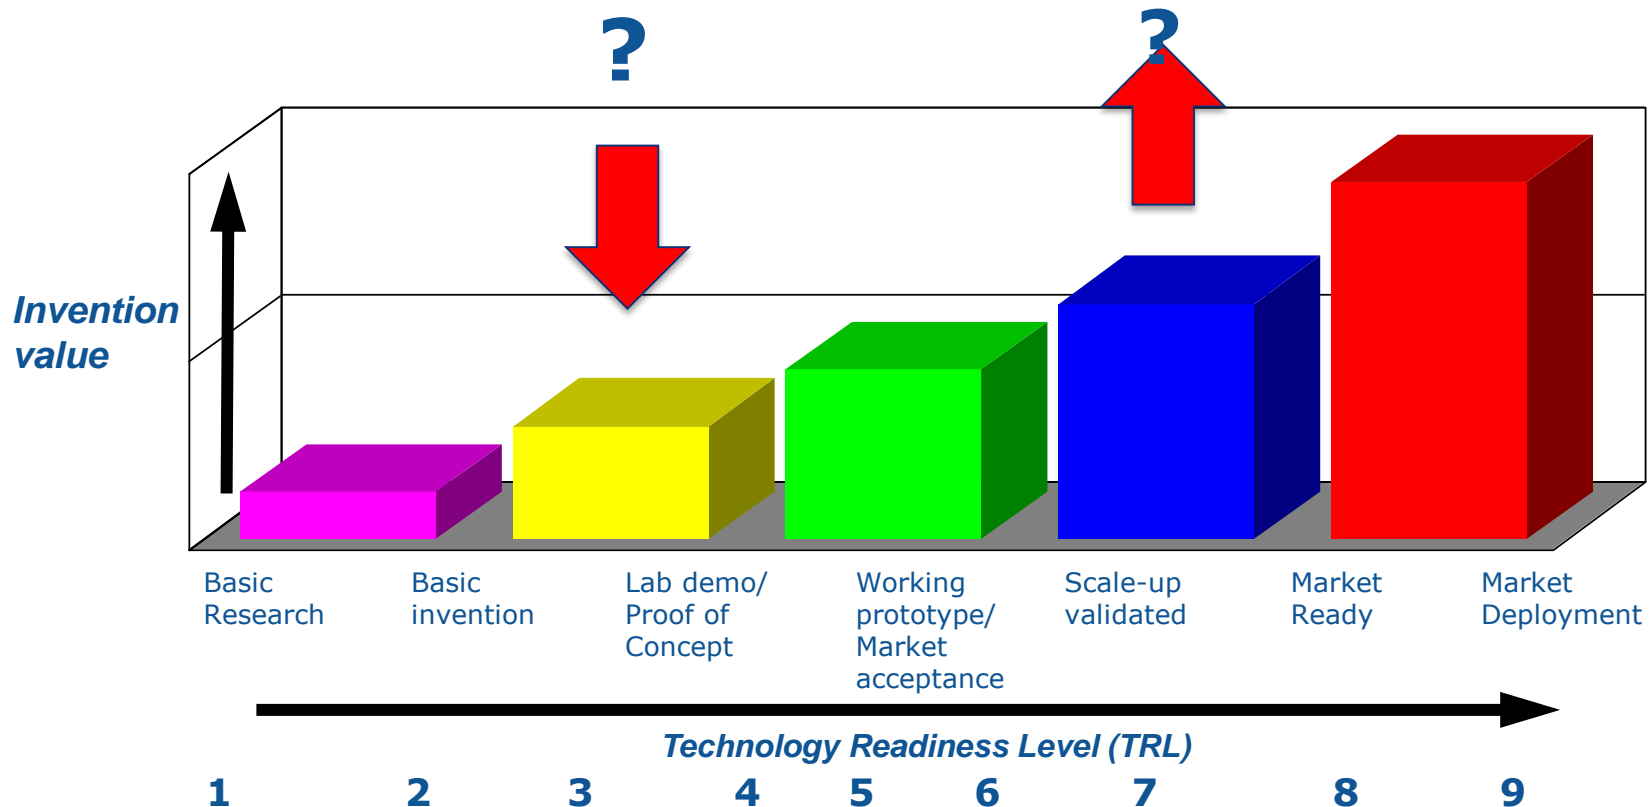 ?
?
Invention
value
Basic
Research
Basic
invention
Lab demo/
Proof of
Concept
Working
prototype/
Market
acceptance
Scale-up
validated
Market
Ready
Market
Deployment
Technology Readiness Level (TRL)
1 2 3 4 5 6 7 8 9